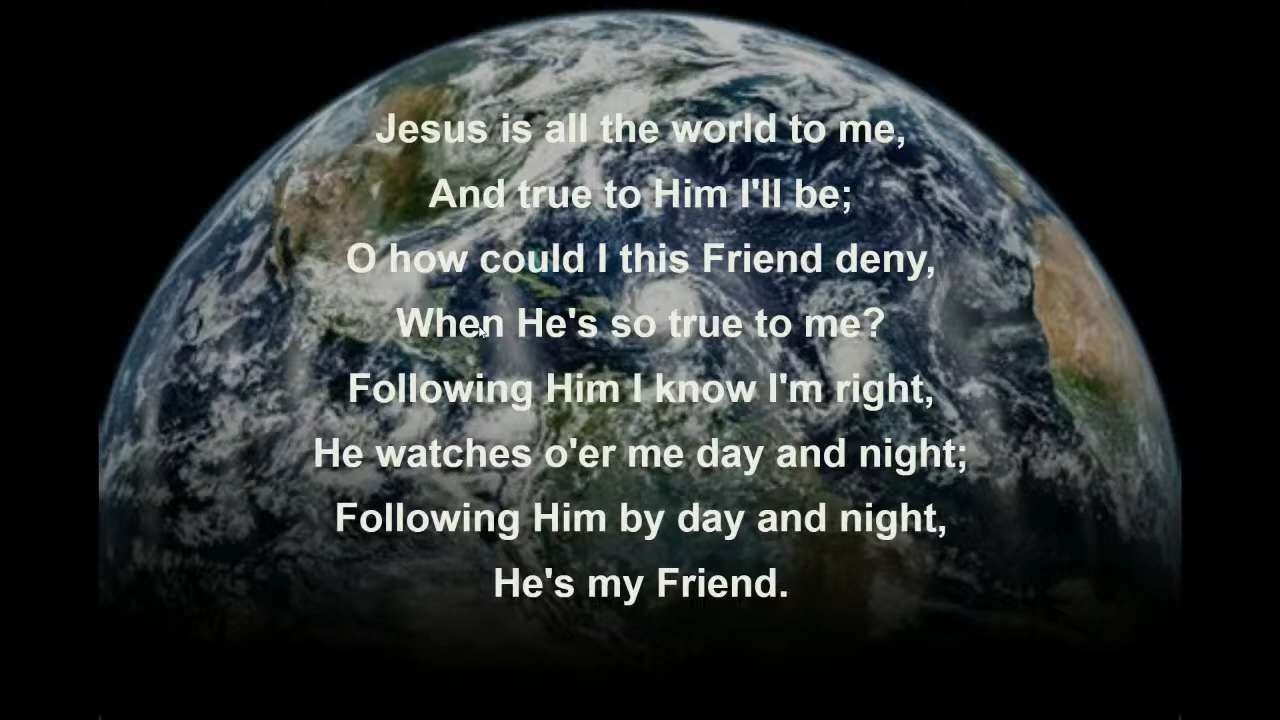 Jesus is all the world to me,
And true to Him I'll be;
O how could I this Friend deny,
When He's so true to me?
Following Him I know I'm right,
He watches o'er me day and night;
Following Him by day and night,
He's my Friend.